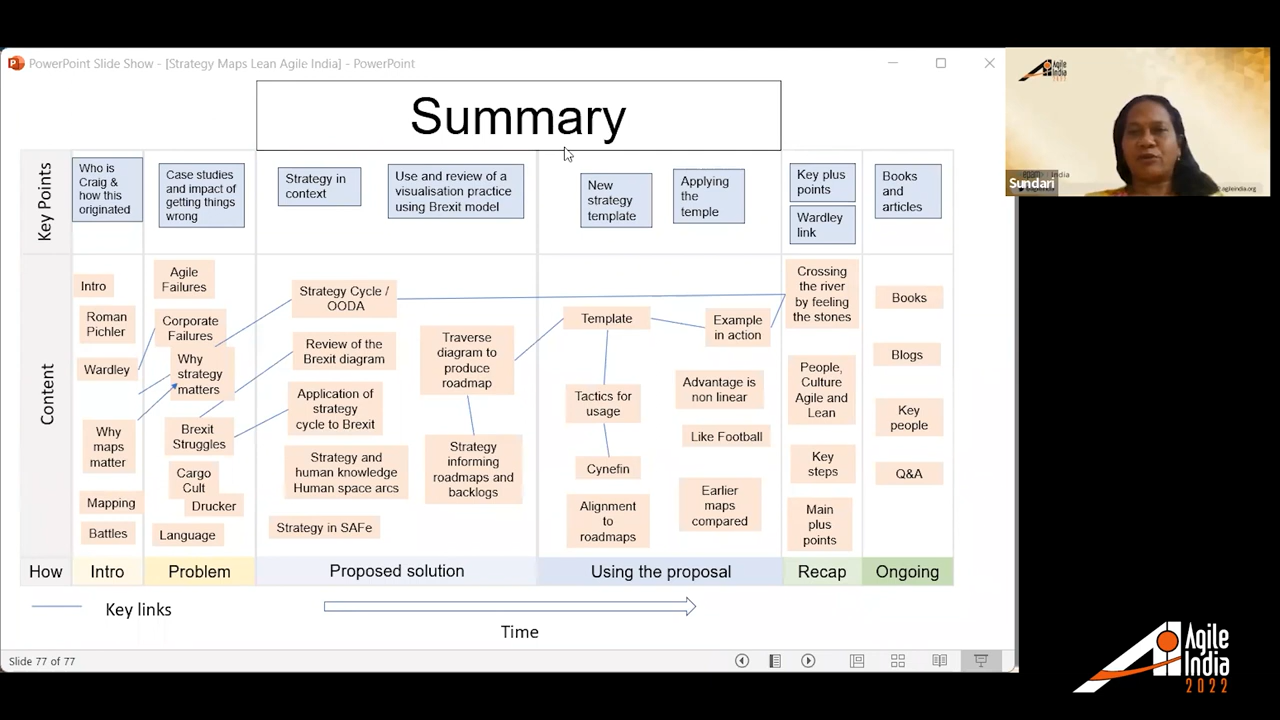 PowerPoint Slide Show - [Strategy Maps Lean Agile India] - PowerPoint
Summary
Key Points
Who is
Craig &
how this
originated
Case studies
and impact of
getting things
wrong
Strategy in
context
Use and review of a
visualisation practice
using Brexit model
New
strategy
template
Applying
the
temple
Key plus
points
Wardley
link
Books
and
articles
Content
Intro
Roman
Pichler
Wardley
Why
maps
matter
Mapping
Battles
Agile
Failures
Corporate
Failures
Why
strategy
matters
Brexit
Struggles
Cargo
Cult
Drucker
Language
Strategy Cycle /
OODA
Review of the
Brexit diagram
Application of
strategy
cycle to Brexit
Strategy and
human knowledge
Human space arcs
Strategy in SAFe
Traverse
diagram to
produce
roadmap
Strategy
informing
roadmaps and
backlogs
Template
Tactics for
usage
Cynefin
Alignment
to
roadmaps
Example
in action
Advantage is
non linear
Like Football
Earlier
maps
compared
Crossing
the river
by feeling
the stones
People,
Culture
Agile and
Lean
Key
steps
Main
plus
points
Books
Blogs
Key
people
Q&A
How
Intro
Problem
Proposed solution
Using the proposal
Recap
Ongoing
Key links
Time
Slide 77 of 77
Agile
India
2022
Sundari
India
agileindia.org
Agile
India
2022